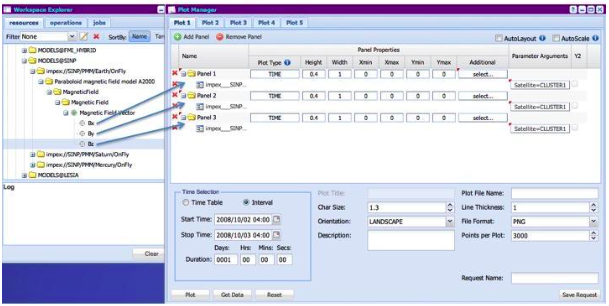 Workspace Explorer
resources operations jobs
Filter None SortBy: Name Tar
MODELS@FMI_HYBRID
MODELS@SINP
impex://SINP/PMM/Earth/OnFly
Paraboloid magnetic field model A2000
MagneticField
Magnetic Field
Magnetic Field Vector
Bx
By
Bz
impex://SINP/PMM/Saturn/OnFly
impex://SINP/PMM/Mercury/OnFly
MODELS@LESIA
Log
Clear
Plot Manager
Plot 1 Plot 2 Plot 3 Plot 4 Plot 5
Add Panel Remove Panel AutoLayout AutoScale
Name Panel Properties Parameter Arguments Y2
Plot Type Height Width Xmin Xmax Ymin Ymax Additional
Panel 1 TIME 0.4 1 0 0 0 0 select...
impex___SINP... Satellite=CLUSTER1
Panel 2 TIME 0.4 1 0 0 0 0 select...
impex___SINP... Satellite=CLUSTER1
Panel 3 TIME 0.4 1 0 0 0 0 select...
impex___SINP... Satellite=CLUSTER1
Time Selector
Time Table Interval
Start Time: 2008/10/02 04:00
Stop Time: 2008/10/03 04:00
Days: Hrs: Mins: Secs:
Duration: 0001 00 00 00
Plot Title:
Char Size: 1.3
Orientation: LANDSCAPE
Description:
Plot File Name:
Line Thickness: 1
File Format: PNG
Points per Plot: 3000
Request Name:
Plot Get Data Reset Save Request